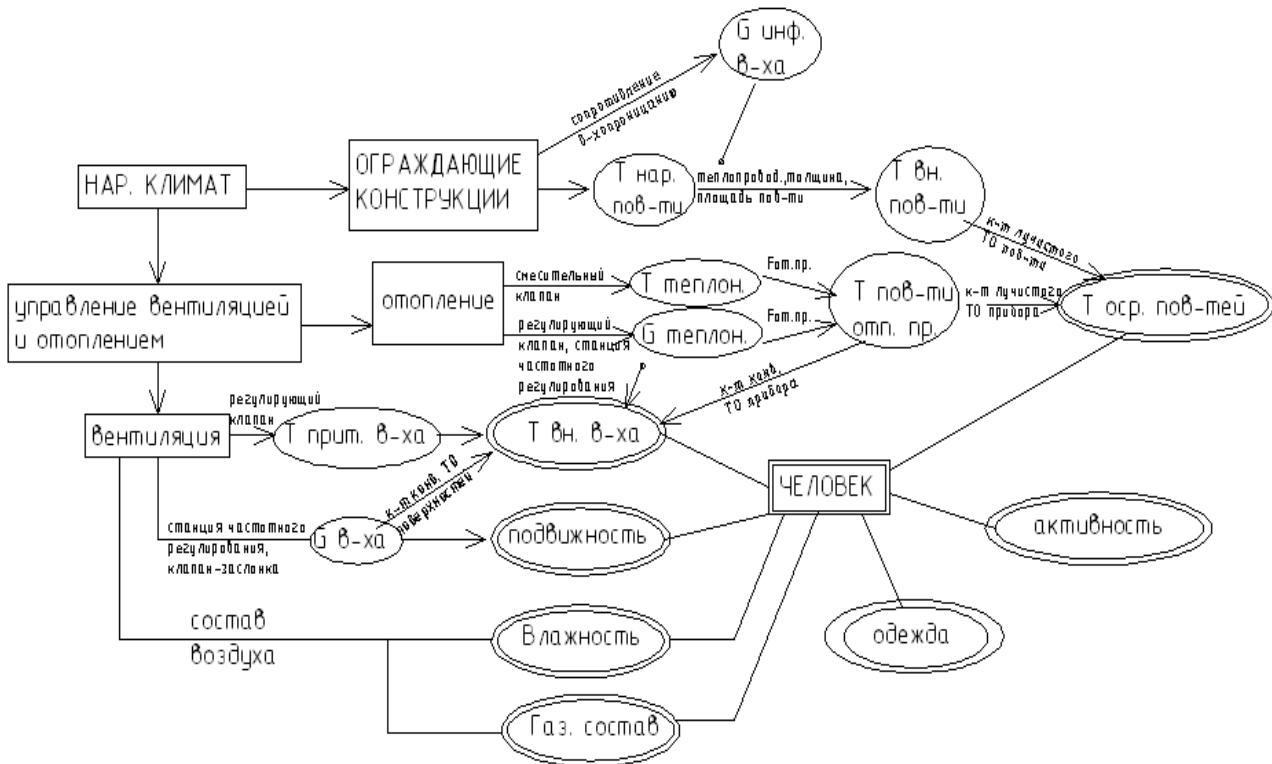 G инф.
в-ха
сопротивление
в-хопроницанию
НАР. КЛИМАТ
ОГРАЖДАЮЩИЕ
КОНСТРУКЦИИ
Т нар.
пов-ти
теплопровод.,толщина,
площадь пов-ти
Т вн.
пов-ти
к-т лучистого
ТО пов-ти
управление вентиляцией
и отоплением
отопление
смесительный
клапан
Т теплон.
Fот.пр.
регулирующий
клапан, станция
частотного
регулирования
G теплон.
Fот.пр.
Т пов-ти
отп. пр.
к-т лучистого
ТО прибора
Т оср. пов-тей
к-т конв.
ТО прибора
вентиляция
регулирующий
клапан
Т прит. в-ха
Т вн. в-ха
к-т конв. ТО
поверхностей
ЧЕЛОВЕК
станция частотного
регулирования,
клапан-заслонка
G в-ха
подвижность
активность
состав
воздуха
Влажность
одежда
Газ. состав